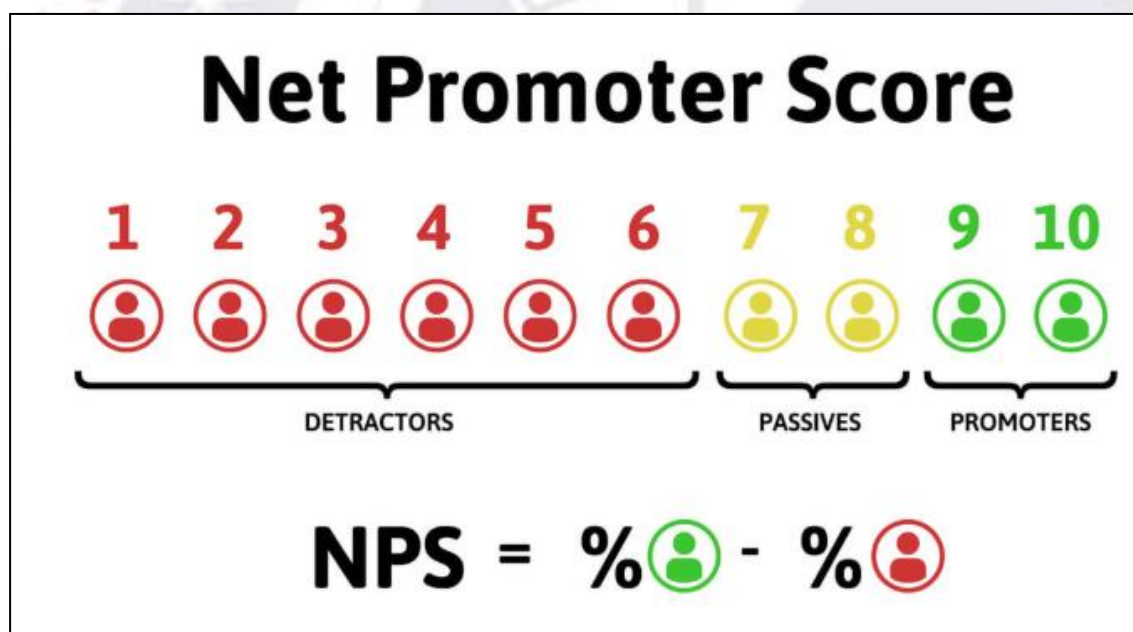 Net Promoter Score
1 2 3 4 5 6 7 8 9 10
DETRACTORS PASSIVES PROMOTERS
NPS = % - %